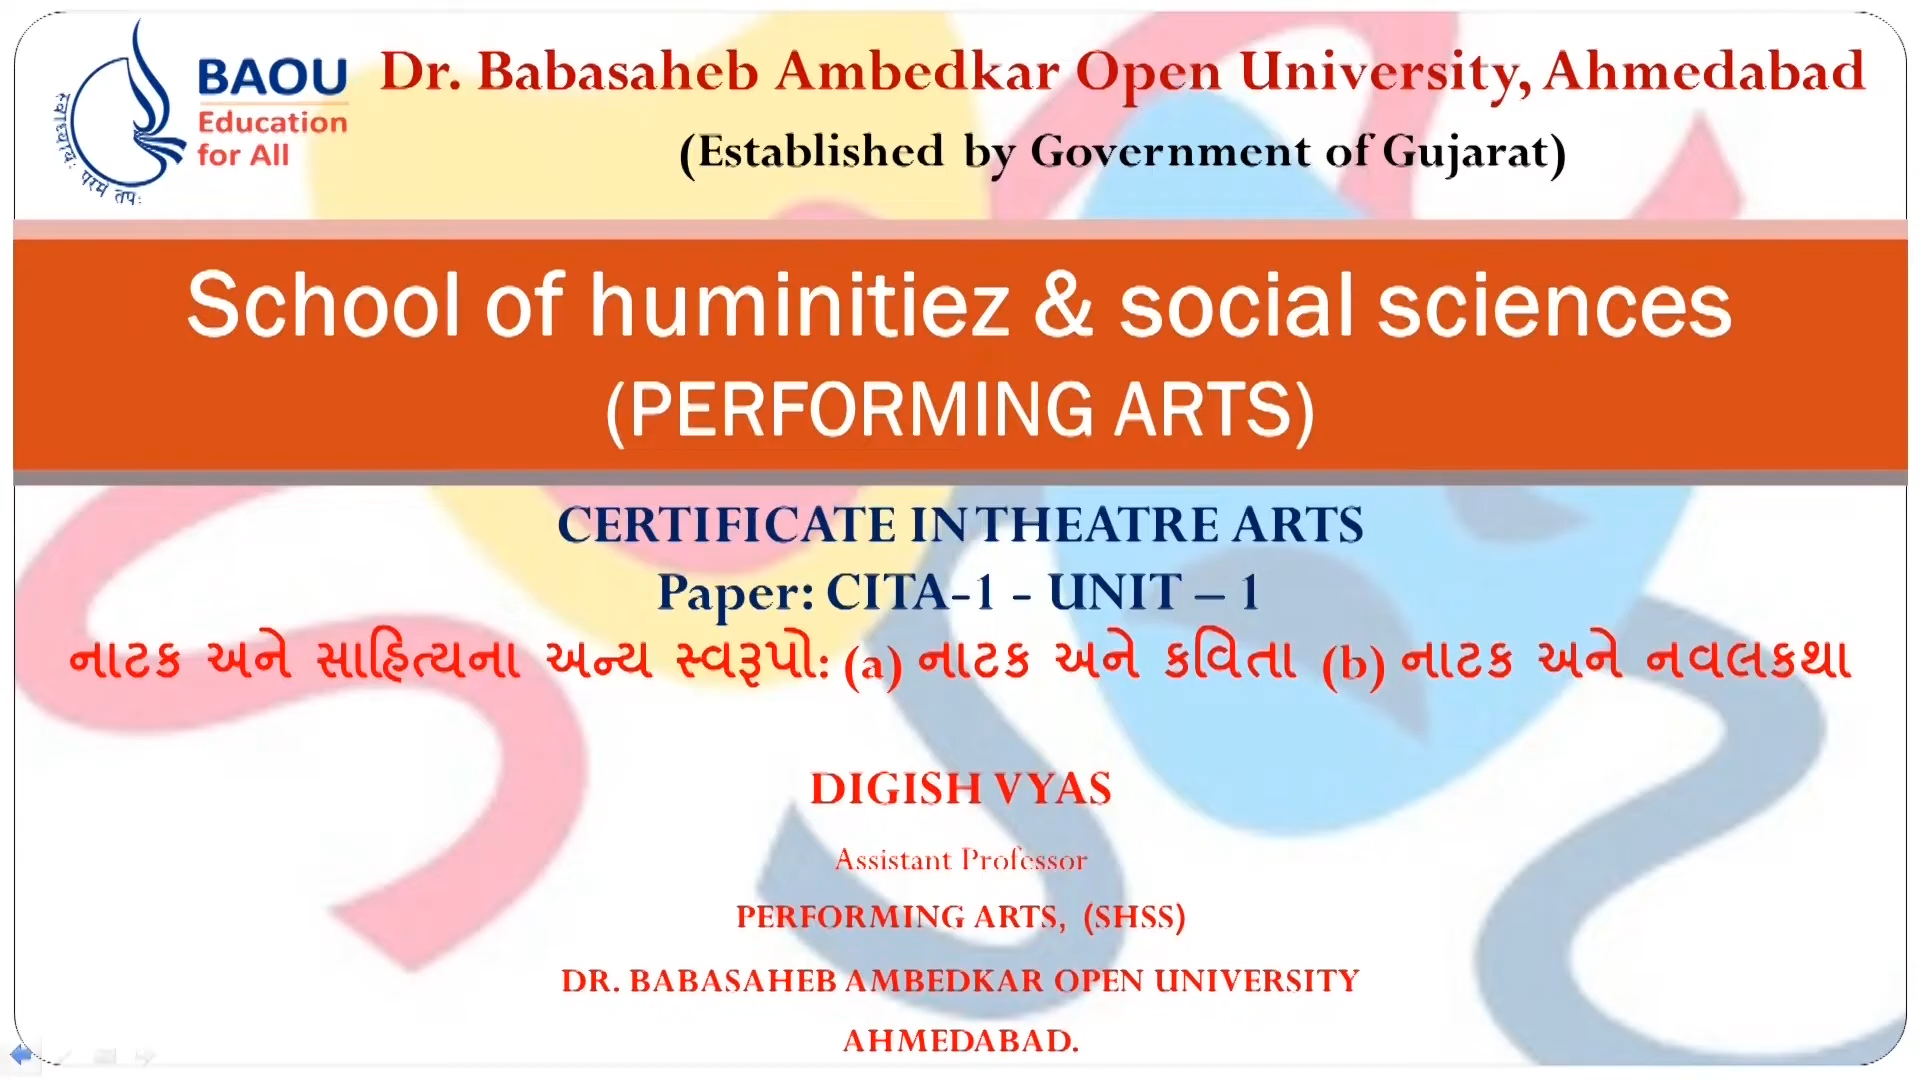 BAOU
Education
for All
स्वाध्यायः परमं तपः
Dr. Babasaheb Ambedkar Open University, Ahmedabad
(Established by Government of Gujarat)
School of huminitiez & social sciences
(PERFORMING ARTS)
CERTIFICATE IN THEATRE ARTS
Paper: CITA-1 - UNIT – 1
નાટક અને સાહિત્યના અન્ય સ્વરૂપો: (a) નાટક અને કવિતા (b) નાટક અને નવલકથા
DIGISH VYAS
Assistant Professor
PERFORMING ARTS, (SHSS)
DR. BABASAHEB AMBEDKAR OPEN UNIVERSITY
AHMEDABAD.